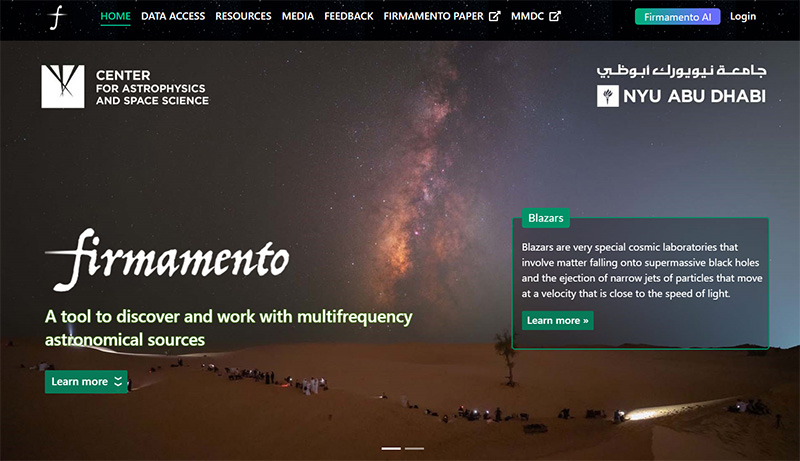 f
HOME DATA ACCESS RESOURCES MEDIA FEEDBACK FIRMAMENTO PAPER MMDC Firmamento AI Login
CENTER
FOR ASTROPHYSICS
AND SPACE SCIENCE
جامعـة نيويورك أبوظبي
NYU ABU DHABI
firmamento
A tool to discover and work with multifrequency
astronomical sources
Learn more
Blazars
Blazars are very special cosmic laboratories that
involve matter falling onto supermassive black holes
and the ejection of narrow jets of particles that move
at a velocity that is close to the speed of light.
Learn more »